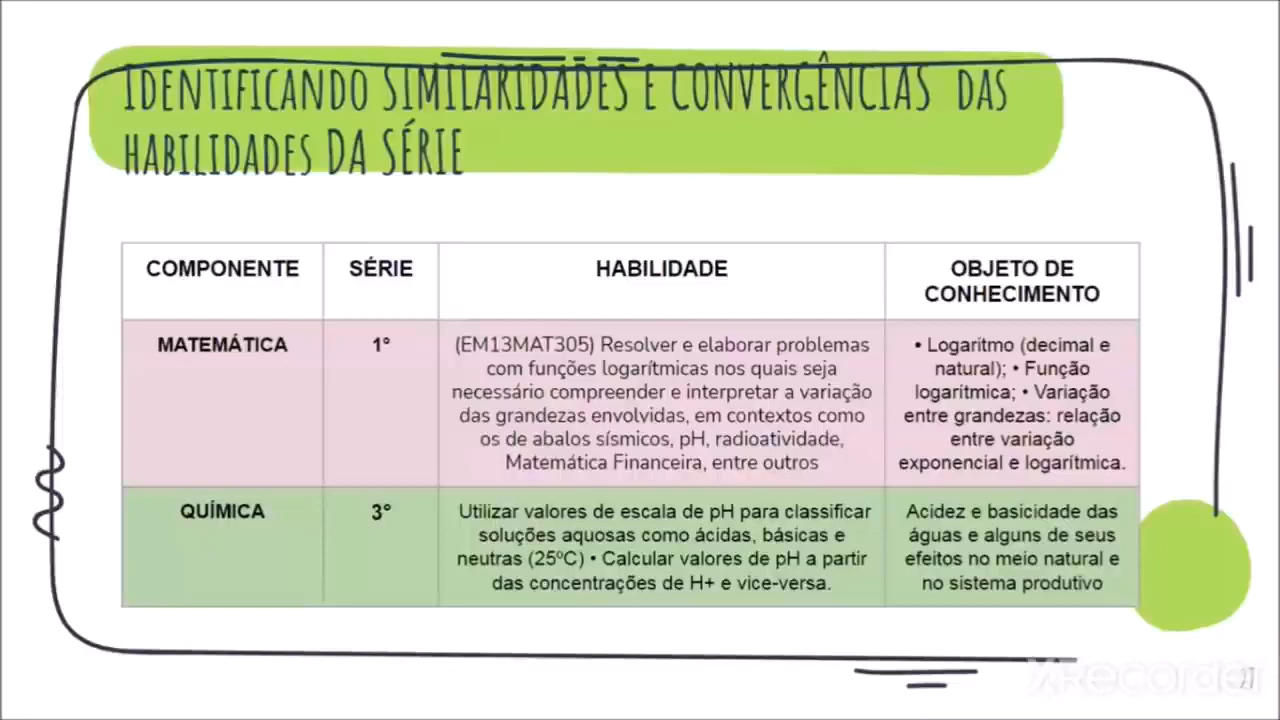 IDENTIFICANDO SIMILARIDADES E CONVERGÊNCIAS DAS
HABILIDADES DA SÉRIE
COMPONENTE
SÉRIE
HABILIDADE
OBJETO DE
CONHECIMENTO
MATEMÁTICA
1°
(EM13MAT305) Resolver e elaborar problemas
com funções logarítmicas nos quais seja
necessário compreender e interpretar a variação
das grandezas envolvidas, em contextos como
os de abalos sísmicos, pH, radioatividade,
Matemática Financeira, entre outros
• Logaritmo (decimal e
natural); • Função
logarítmica; • Variação
entre grandezas: relação
entre variação
exponencial e logarítmica.
QUÍMICA
3°
Utilizar valores de escala de pH para classificar
soluções aquosas como ácidas, básicas e
neutras (25ºC) • Calcular valores de pH a partir
das concentrações de H+ e vice-versa.
Acidez e basicidade das
águas e alguns de seus
efeitos no meio natural e
no sistema produtivo
XRecorder